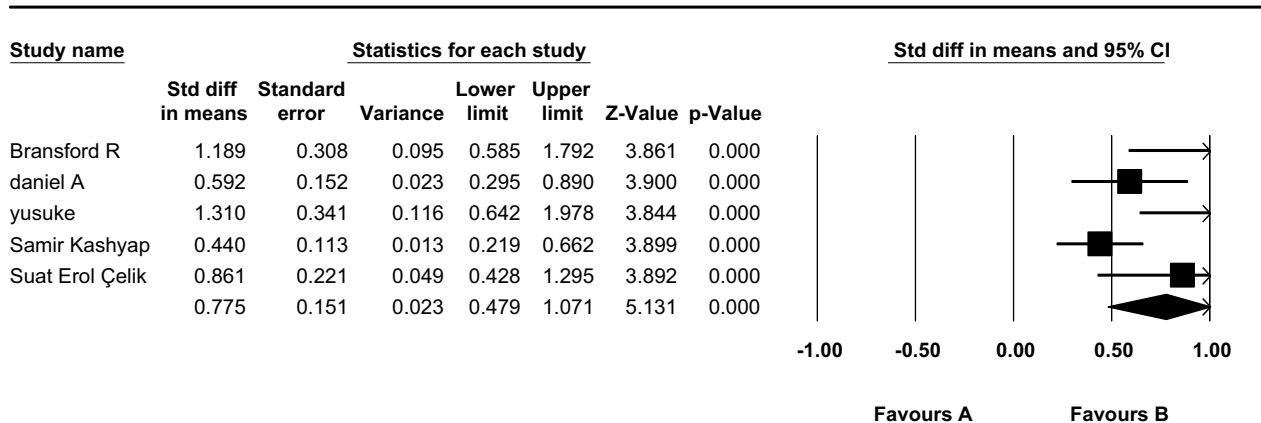 Study name Statistics for each study Std diff in means and 95% CI
Std diff Standard Lower Upper
in means error Variance limit limit Z-Value p-Value
Bransford R 1.189 0.308 0.095 0.585 1.792 3.861 0.000
daniel A 0.592 0.152 0.023 0.295 0.890 3.900 0.000
yusuke 1.310 0.341 0.116 0.642 1.978 3.844 0.000
Samir Kashyap 0.440 0.113 0.013 0.219 0.662 3.899 0.000
Suat Erol Çelik 0.861 0.221 0.049 0.428 1.295 3.892 0.000
0.775 0.151 0.023 0.479 1.071 5.131 0.000
-1.00 -0.50 0.00 0.50 1.00
Favours A Favours B